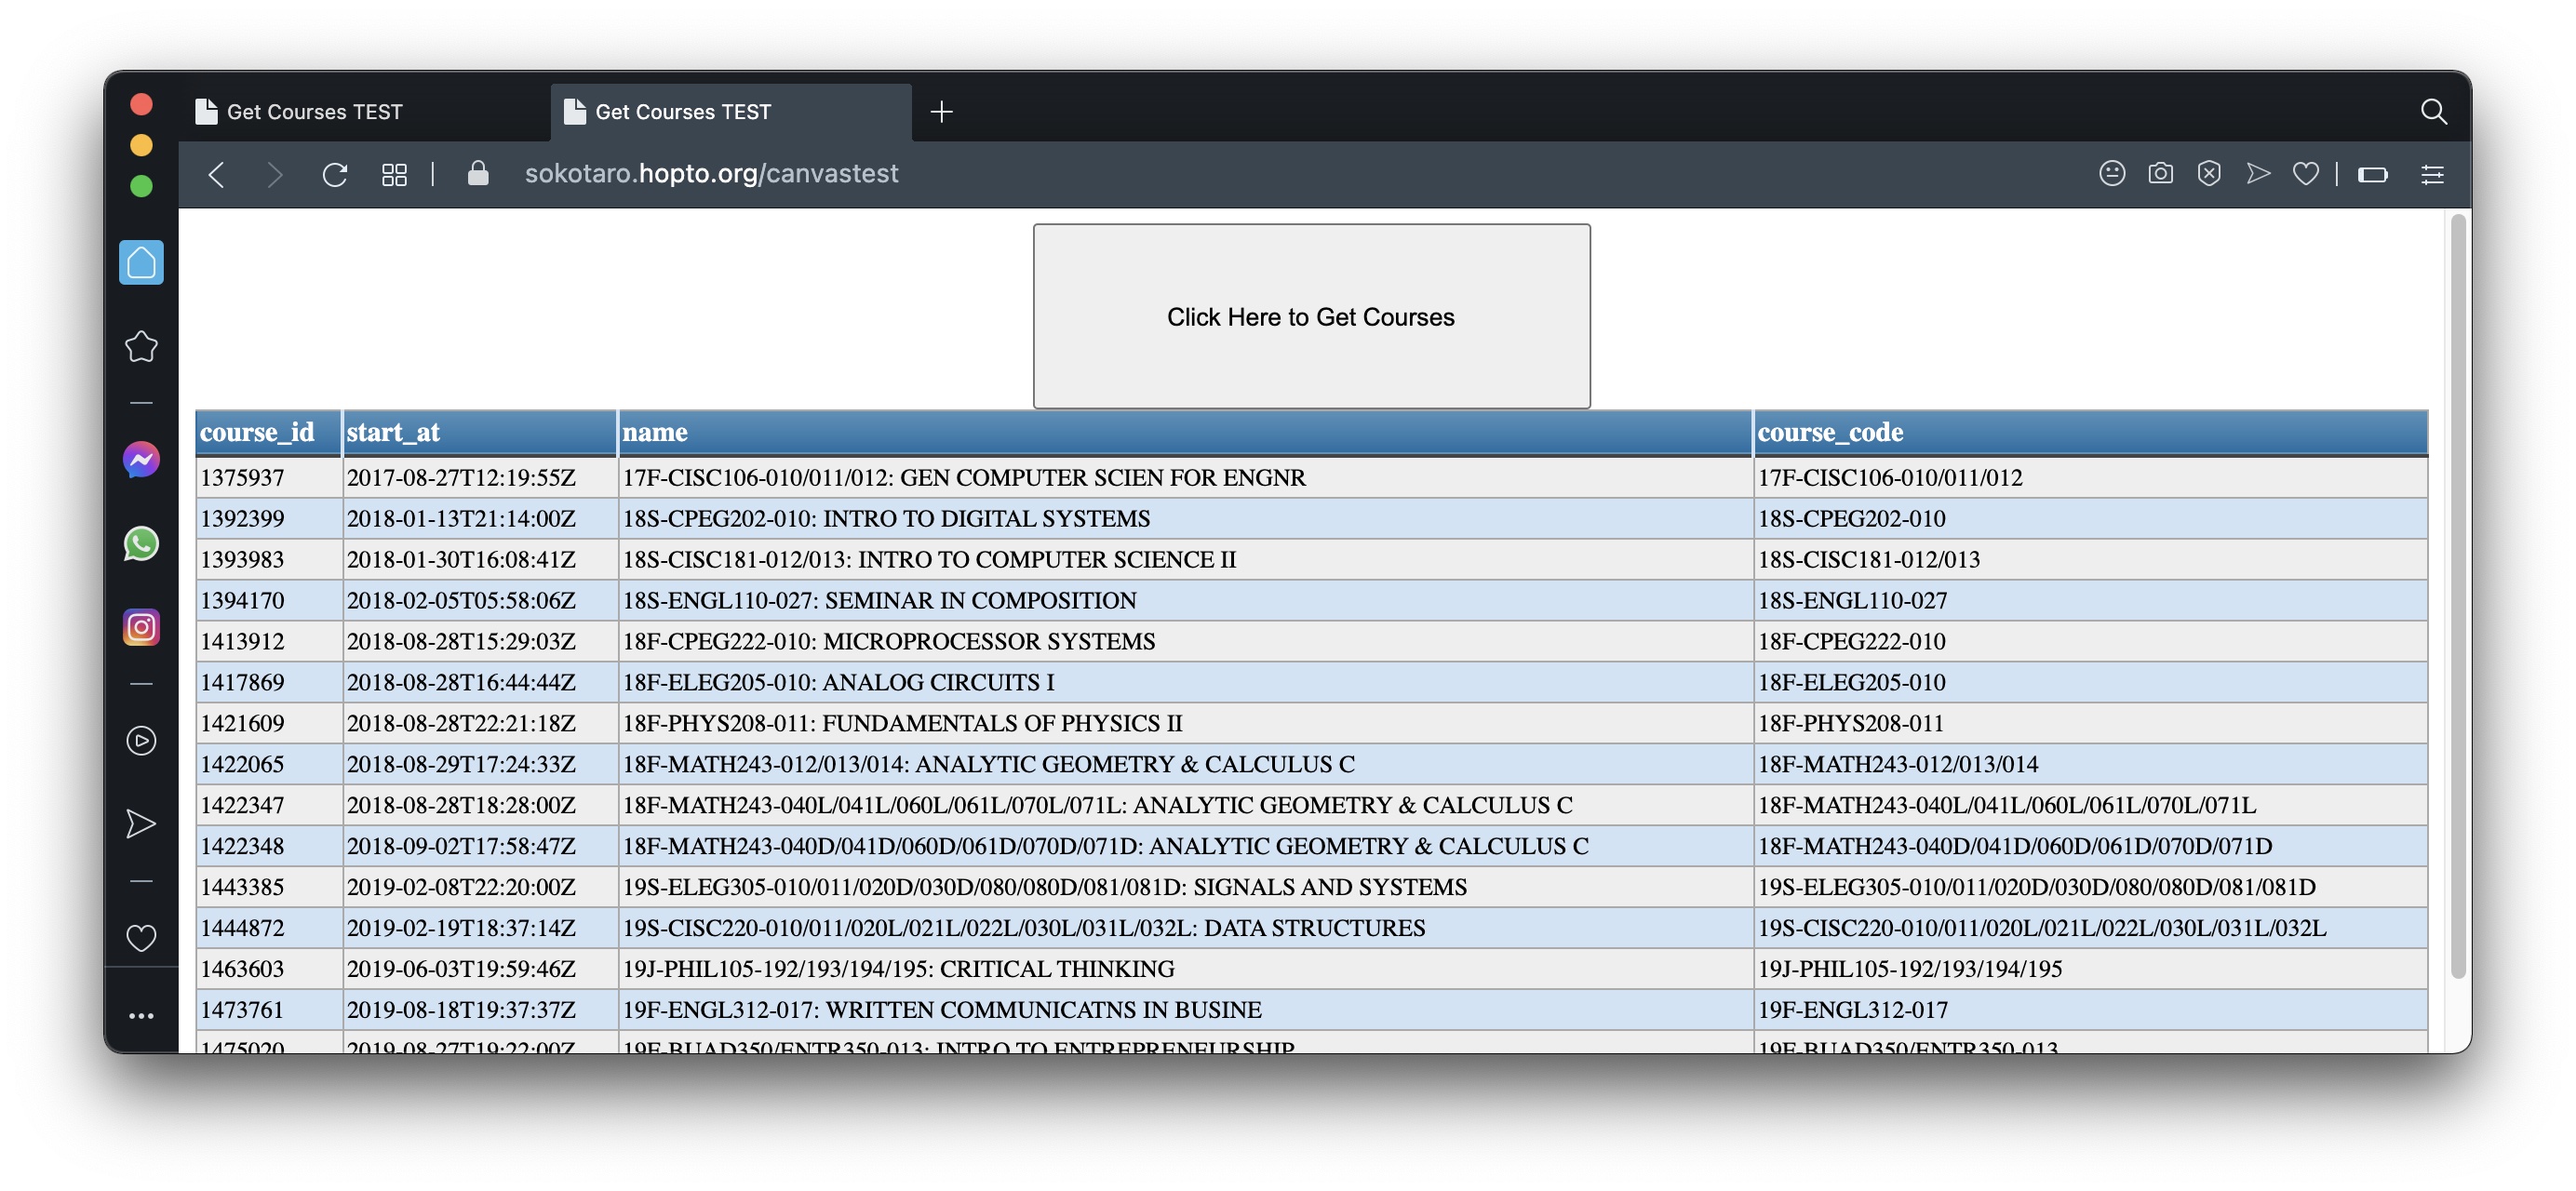 Get Courses TEST Get Courses TEST
sokotaro.hopto.org/canvastest
Click Here to Get Courses
course_id start_at name course_code
1375937 2017-08-27T12:19:55Z 17F-CISC106-010/011/012: GEN COMPUTER SCIEN FOR ENGNR 17F-CISC106-010/011/012
1392399 2018-01-13T21:14:00Z 18S-CPEG202-010: INTRO TO DIGITAL SYSTEMS 18S-CPEG202-010
1393983 2018-01-30T16:08:41Z 18S-CISC181-012/013: INTRO TO COMPUTER SCIENCE II 18S-CISC181-012/013
1394170 2018-02-05T05:58:06Z 18S-ENGL110-027: SEMINAR IN COMPOSITION 18S-ENGL110-027
1413912 2018-08-28T15:29:03Z 18F-CPEG222-010: MICROPROCESSOR SYSTEMS 18F-CPEG222-010
1417869 2018-08-28T16:44:44Z 18F-ELEG205-010: ANALOG CIRCUITS I 18F-ELEG205-010
1421609 2018-08-28T22:21:18Z 18F-PHYS208-011: FUNDAMENTALS OF PHYSICS II 18F-PHYS208-011
1422065 2018-08-29T17:24:33Z 18F-MATH243-012/013/014: ANALYTIC GEOMETRY & CALCULUS C 18F-MATH243-012/013/014
1422347 2018-08-28T18:28:00Z 18F-MATH243-040L/041L/060L/061L/070L/071L: ANALYTIC GEOMETRY & CALCULUS C 18F-MATH243-040L/041L/060L/061L/070L/071L
1422348 2018-09-02T17:58:47Z 18F-MATH243-040D/041D/060D/061D/070D/071D: ANALYTIC GEOMETRY & CALCULUS C 18F-MATH243-040D/041D/060D/061D/070D/071D
1443385 2019-02-08T22:20:00Z 19S-ELEG305-010/011/020D/030D/080/080D/081/081D: SIGNALS AND SYSTEMS 19S-ELEG305-010/011/020D/030D/080/080D/081/081D
1444872 2019-02-19T18:37:14Z 19S-CISC220-010/011/020L/021L/022L/030L/031L/032L: DATA STRUCTURES 19S-CISC220-010/011/020L/021L/022L/030L/031L/032L
1463603 2019-06-03T19:59:46Z 19J-PHIL105-192/193/194/195: CRITICAL THINKING 19J-PHIL105-192/193/194/195
1473761 2019-08-18T19:37:37Z 19F-ENGL312-017: WRITTEN COMMUNICATNS IN BUSINE 19F-ENGL312-017
1475020 2019-08-27T19:22:00Z 19F-BUAD350/ENTR350-013: INTRO TO ENTREPRENEURSHIP 19F-BUAD350/ENTR350-013